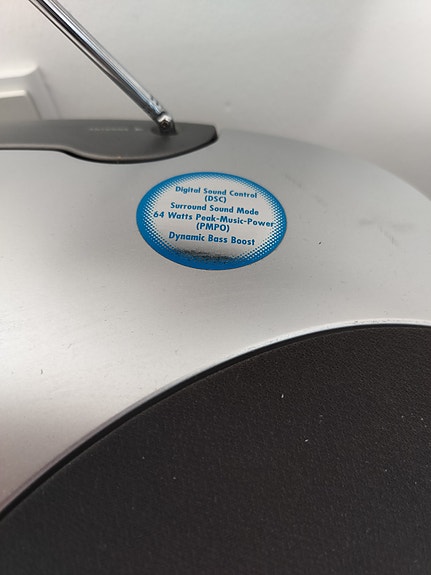 Digital Sound Control
(DSC)
Surround Sound Mode
64 Watts Peak-Music-Power
(PMPO)
Dynamic Bass Boost